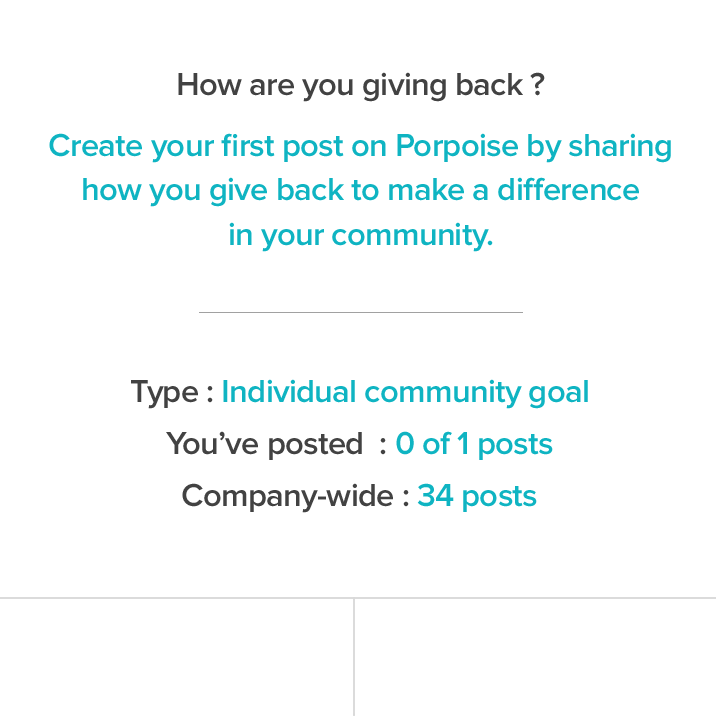 How are you giving back ?
Create your first post on Porpoise by sharing
how you give back to make a difference
in your community.
Type : Individual community goal
You’ve posted  : 0 of 1 posts
Company-wide : 34 posts